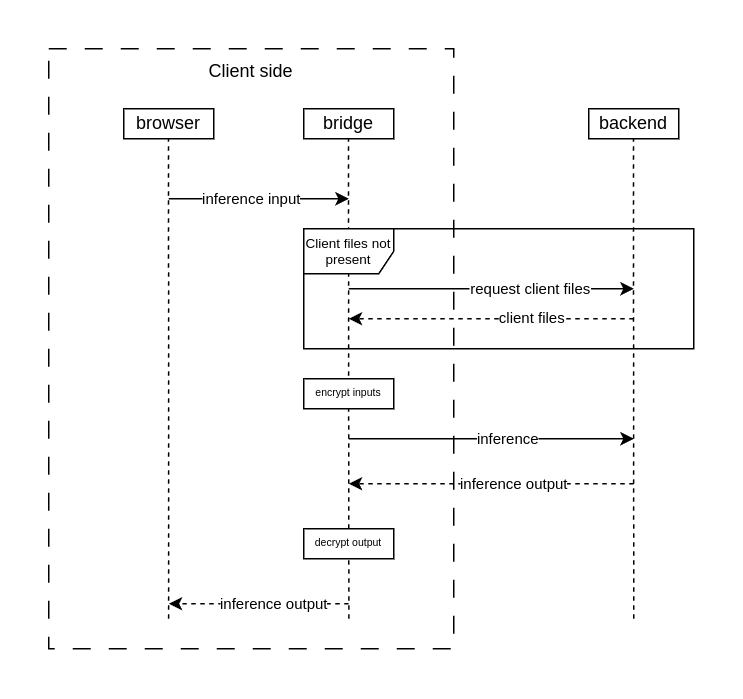 Client side
browser
bridge
backend
inference input
Client files not
present
request client files
client files
encrypt inputs
inference
inference output
decrypt output
inference output